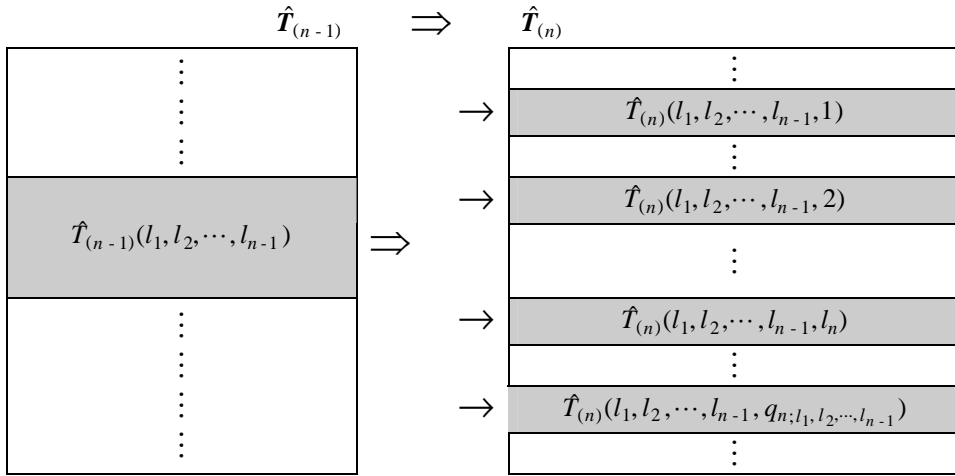 T̂₍ₙ ₋ ₁₎ ⇒ T̂₍ₙ₎
⋮
→ T̂₍ₙ₎(l₁, l₂, ⋯, lₙ ₋ ₁, 1)
⋮
→ T̂₍ₙ₎(l₁, l₂, ⋯, lₙ ₋ ₁, 2)
T̂₍ₙ ₋ ₁₎(l₁, l₂, ⋯, lₙ ₋ ₁) ⇒
⋮
→ T̂₍ₙ₎(l₁, l₂, ⋯, lₙ ₋ ₁, lₙ)
⋮
→ T̂₍ₙ₎(l₁, l₂, ⋯, lₙ ₋ ₁, q_{n; l₁, l₂, ⋯, lₙ ₋ ₁})
⋮